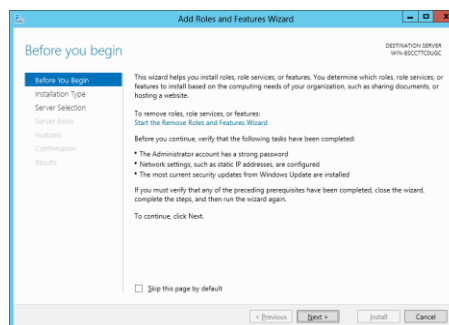 Add Roles and Features Wizard
Before you begin
DESTINATION SERVER
Before You Begin
Installation Type
Server Selection
Server Roles
Features
Confirmation
Results
This wizard helps you install roles, role services, or features. You determine which roles, role services, or
features to install based on the computing needs of your organization, such as sharing documents, or
hosting a website.
To remove roles, role services, or features:
Start the Remove Roles and Features Wizard
Before you continue, verify that the following tasks have been completed:
• The Administrator account has a strong password
• Network settings, such as static IP addresses, are configured
• The most current security updates from Windows Update are installed
If you must verify that any of the preceding prerequisites have been completed, close the wizard,
complete the steps, and then run the wizard again.
To continue, click Next.
Skip this page by default
< Previous
Next >
Install
Cancel